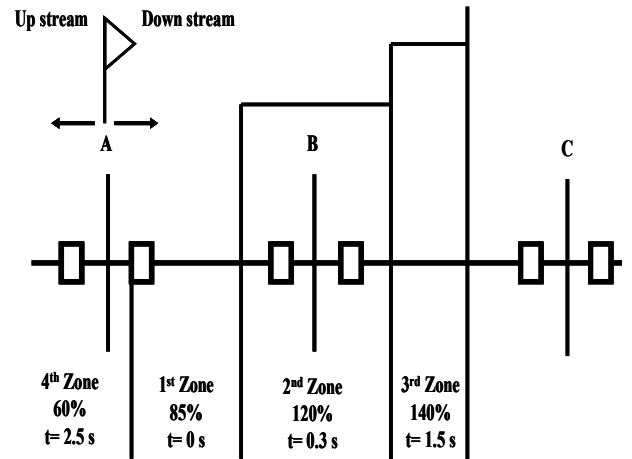 Up stream Down stream
A
B
C
4th Zone
60%
t= 2.5 s
1st Zone
85%
t= 0 s
2nd Zone
120%
t= 0.3 s
3rd Zone
140%
t= 1.5 s